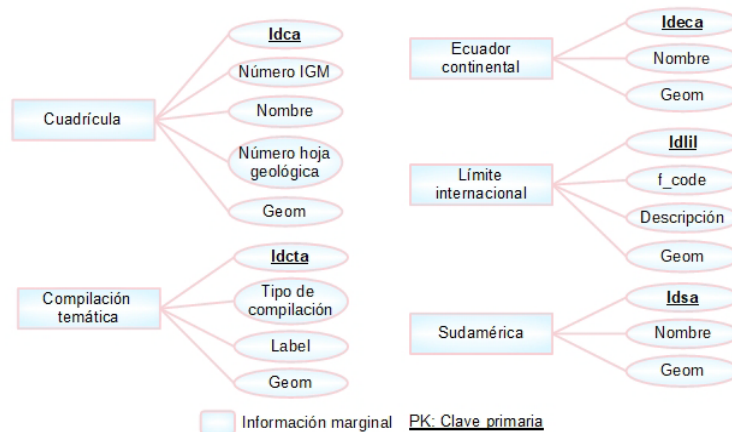 Cuadrícula
Idca
Número IGM
Nombre
Número hoja
geológica
Geom
Compilación
temática
Idcta
Tipo de
compilación
Label
Geom
Ecuador
continental
Ideca
Nombre
Geom
Límite
internacional
Idlil
f_code
Descripción
Geom
Sudamérica
Idsa
Nombre
Geom
Información marginal PK: Clave primaria